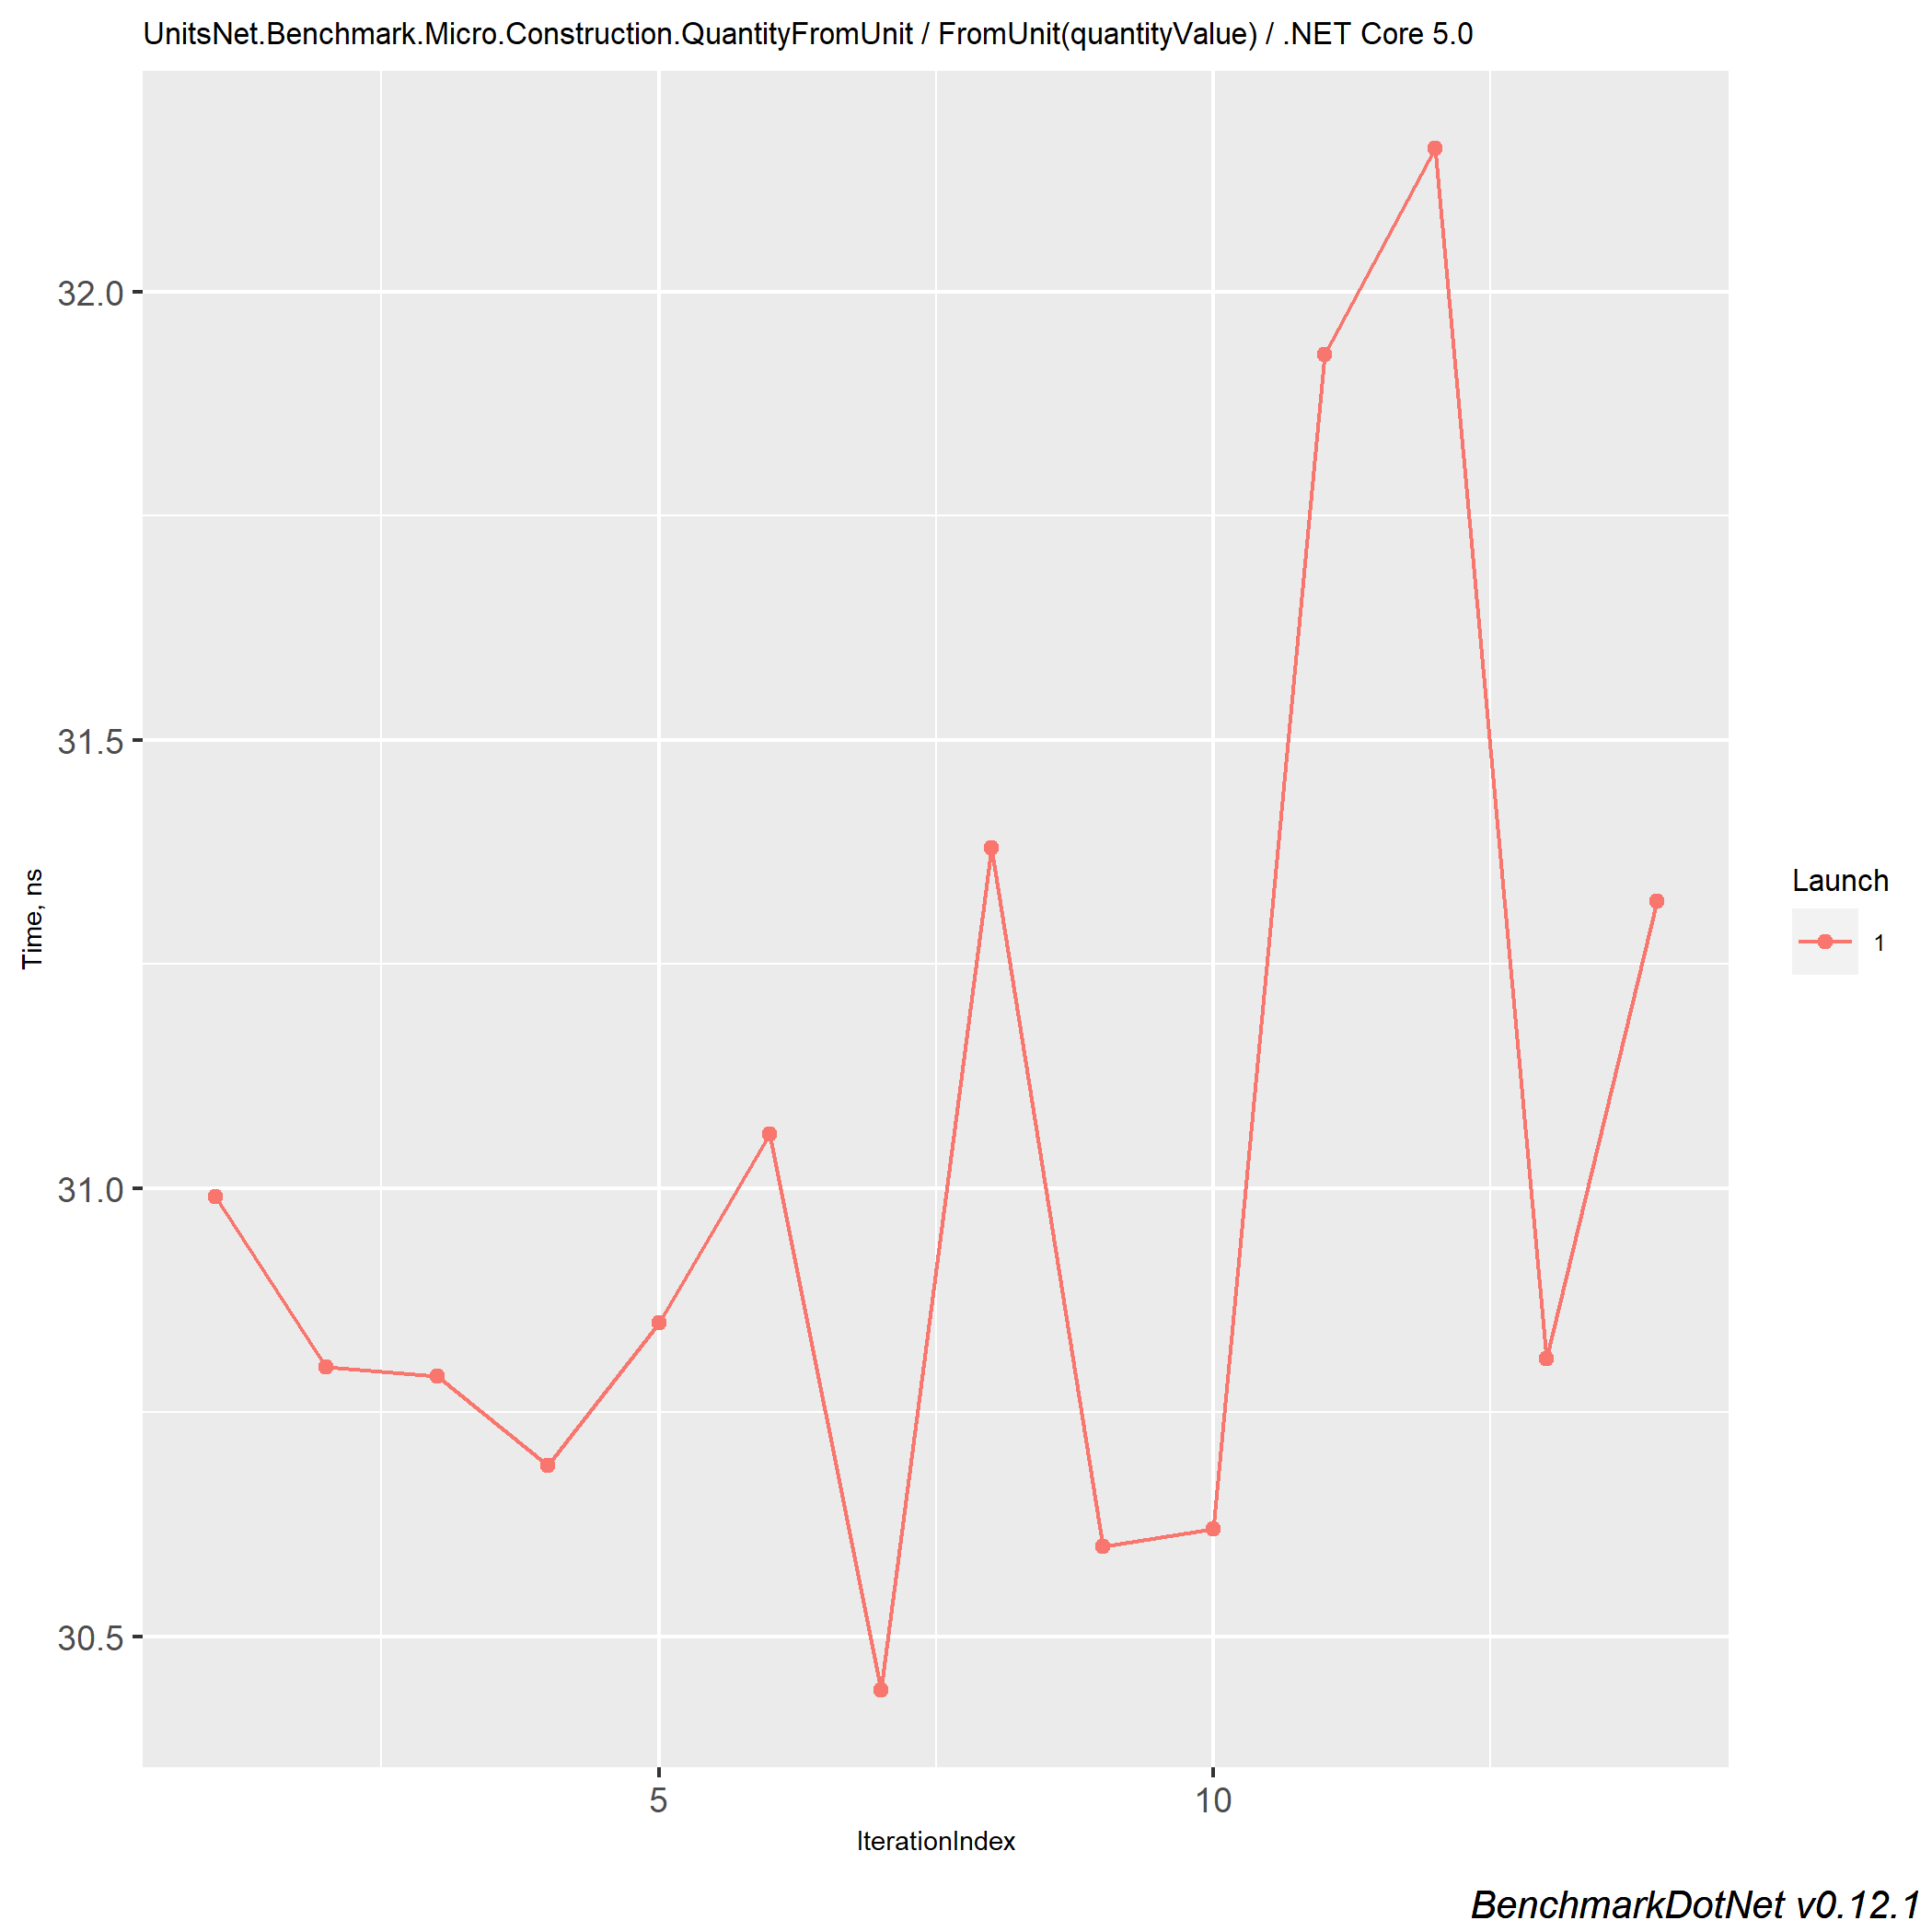 UnitsNet.Benchmark.Micro.Construction.QuantityFromUnit / FromUnit(quantityValue) / .NET Core 5.0
32.0
31.5
31.0
30.5
Time, ns
5
10
IterationIndex
Launch
1
BenchmarkDotNet v0.12.1